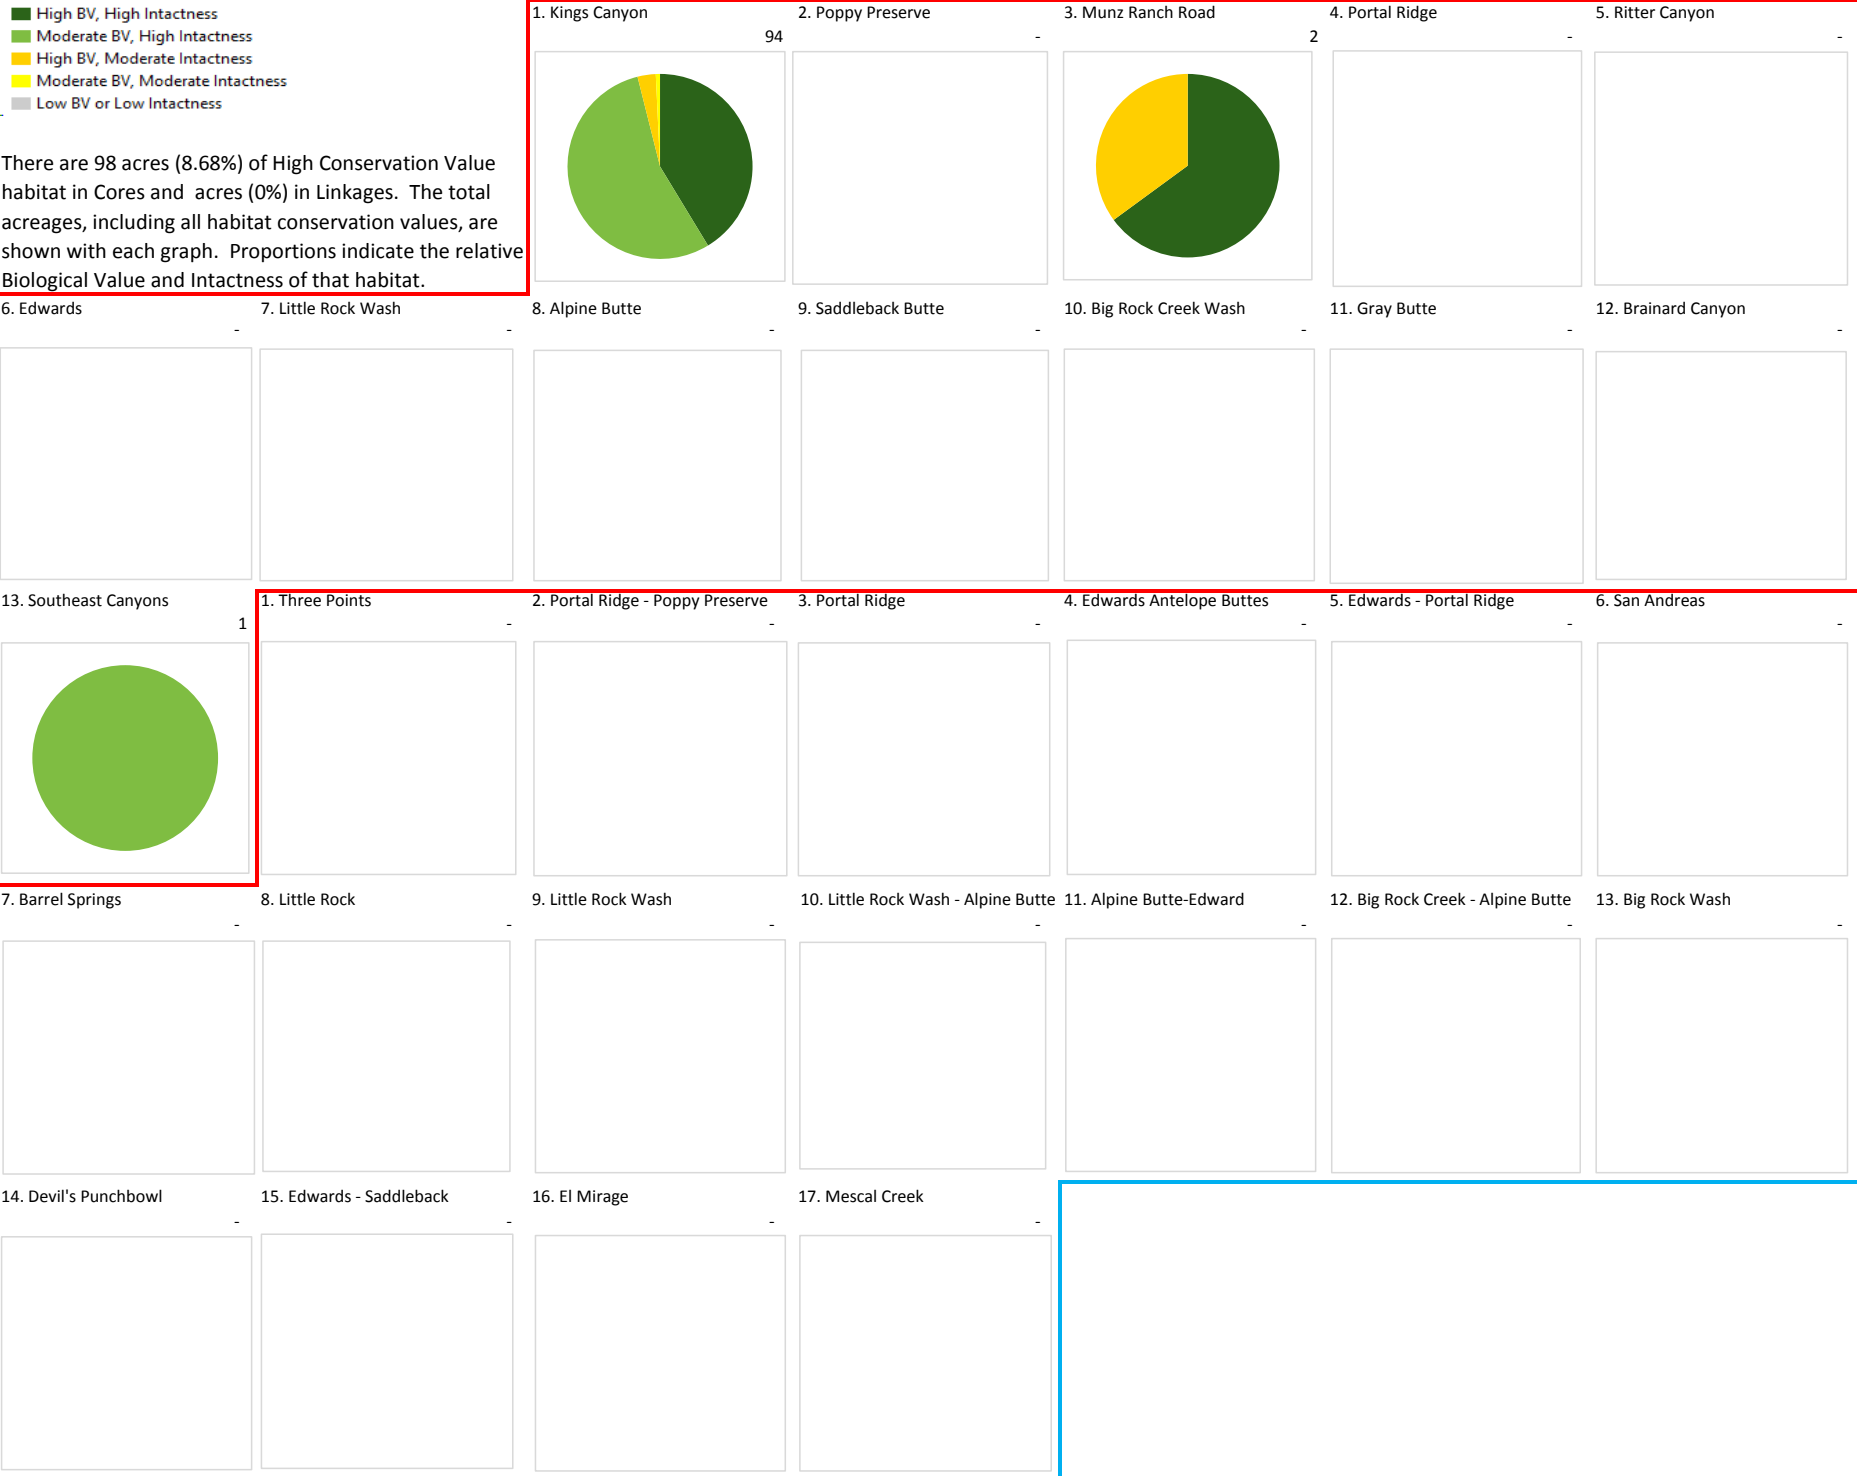 High BV, High Intactness
Moderate BV, High Intactness
High BV, Moderate Intactness
Moderate BV, Moderate Intactness
Low BV or Low Intactness
-
There are 98 acres (8.68%) of High Conservation Value
habitat in Cores and  acres (0%) in Linkages.  The total
acreages, including all habitat conservation values, are
shown with each graph.  Proportions indicate the relative
Biological Value and Intactness of that habitat.
1. Kings Canyon
94
2. Poppy Preserve
-
3. Munz Ranch Road
2
4. Portal Ridge
-
5. Ritter Canyon
-
6. Edwards
-
7. Little Rock Wash
-
8. Alpine Butte
-
9. Saddleback Butte
-
10. Big Rock Creek Wash
-
11. Gray Butte
-
12. Brainard Canyon
-
13. Southeast Canyons
1
1. Three Points
-
2. Portal Ridge - Poppy Preserve
-
3. Portal Ridge
-
4. Edwards Antelope Buttes
-
5. Edwards - Portal Ridge
-
6. San Andreas
-
7. Barrel Springs
-
8. Little Rock
-
9. Little Rock Wash
-
10. Little Rock Wash - Alpine Butte
-
11. Alpine Butte-Edward
-
12. Big Rock Creek - Alpine Butte
-
13. Big Rock Wash
-
14. Devil's Punchbowl
-
15. Edwards - Saddleback
-
16. El Mirage
-
17. Mescal Creek
-